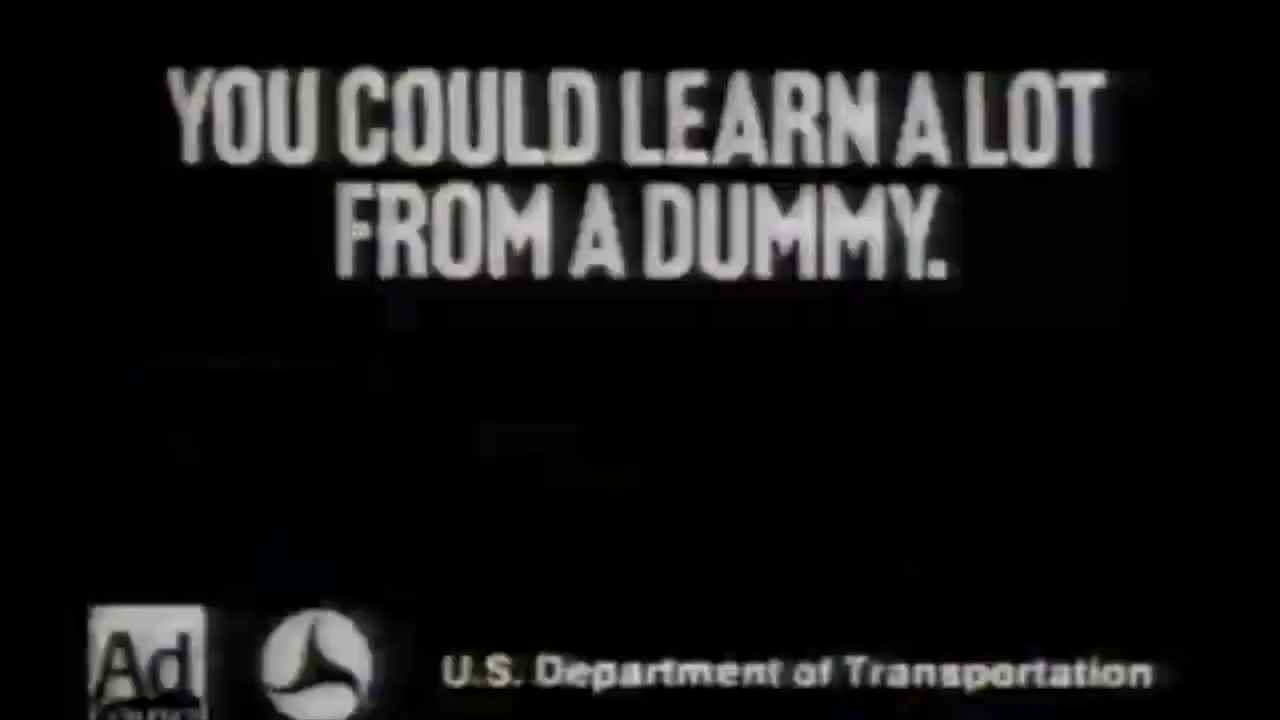 YOU COULD LEARN A LOT
FROM A DUMMY.
Ad
U.S. Department of Transportation